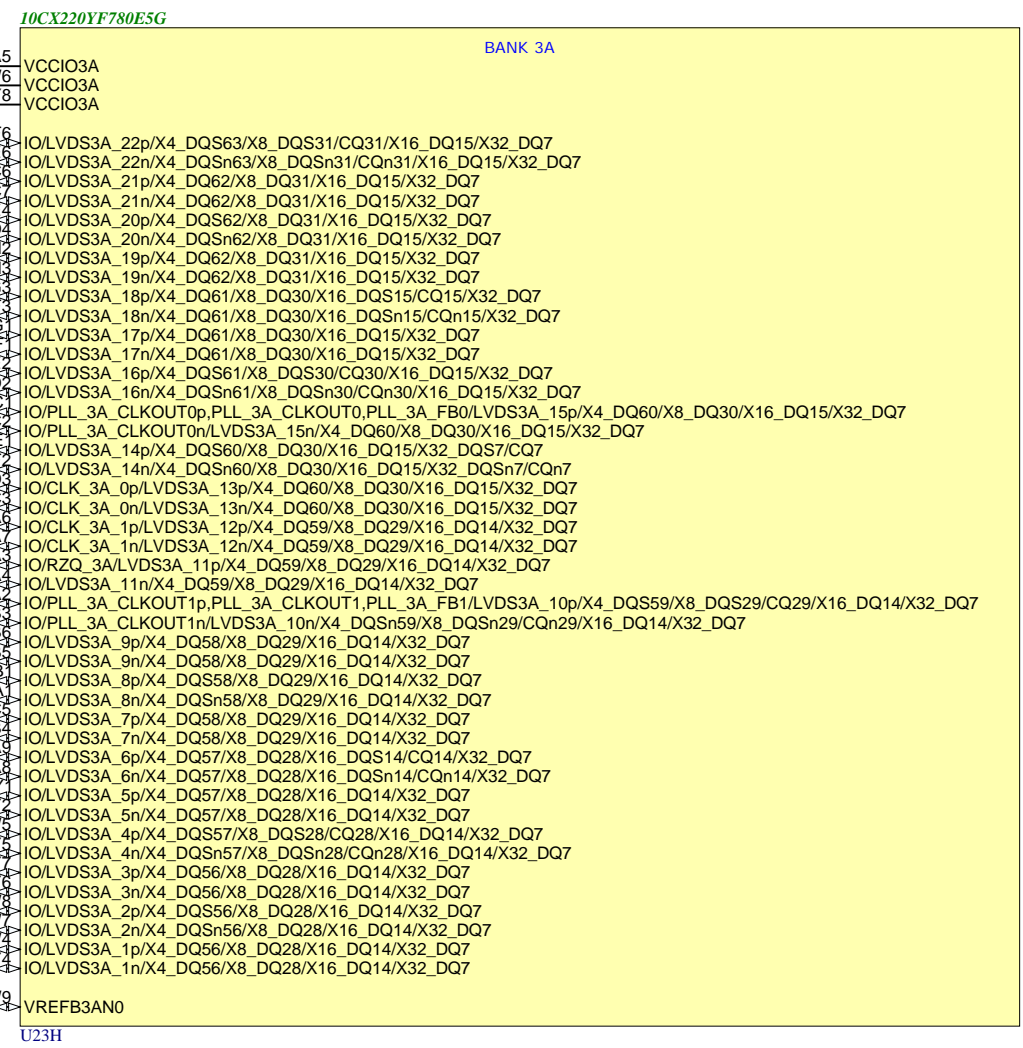 10CX220YF780E5G
BANK 3A
VCCIO3A
VCCIO3A
VCCIO3A
IO/LVDS3A_22p/X4_DQS63/X8_DQS31/CQ31/X16_DQ15/X32_DQ7
IO/LVDS3A_22n/X4_DQSn63/X8_DQSn31/CQn31/X16_DQ15/X32_DQ7
IO/LVDS3A_21p/X4_DQ62/X8_DQ31/X16_DQ15/X32_DQ7
IO/LVDS3A_21n/X4_DQ62/X8_DQ31/X16_DQ15/X32_DQ7
IO/LVDS3A_20p/X4_DQS62/X8_DQ31/X16_DQ15/X32_DQ7
IO/LVDS3A_20n/X4_DQSn62/X8_DQ31/X16_DQ15/X32_DQ7
IO/LVDS3A_19p/X4_DQ62/X8_DQ31/X16_DQ15/X32_DQ7
IO/LVDS3A_19n/X4_DQ62/X8_DQ31/X16_DQ15/X32_DQ7
IO/LVDS3A_18p/X4_DQ61/X8_DQ30/X16_DQS15/CQ15/X32_DQ7
IO/LVDS3A_18n/X4_DQ61/X8_DQ30/X16_DQSn15/CQn15/X32_DQ7
IO/LVDS3A_17p/X4_DQ61/X8_DQ30/X16_DQ15/X32_DQ7
IO/LVDS3A_17n/X4_DQ61/X8_DQ30/X16_DQ15/X32_DQ7
IO/LVDS3A_16p/X4_DQS61/X8_DQS30/CQ30/X16_DQ15/X32_DQ7
IO/LVDS3A_16n/X4_DQSn61/X8_DQSn30/CQn30/X16_DQ15/X32_DQ7
IO/PLL_3A_CLKOUT0p,PLL_3A_CLKOUT0,PLL_3A_FB0/LVDS3A_15p/X4_DQ60/X8_DQ30/X16_DQ15/X32_DQ7
IO/PLL_3A_CLKOUT0n/LVDS3A_15n/X4_DQ60/X8_DQ30/X16_DQ15/X32_DQ7
IO/LVDS3A_14p/X4_DQS60/X8_DQ30/X16_DQ15/X32_DQS7/CQ7
IO/LVDS3A_14n/X4_DQSn60/X8_DQ30/X16_DQ15/X32_DQSn7/CQn7
IO/CLK_3A_0p/LVDS3A_13p/X4_DQ60/X8_DQ30/X16_DQ15/X32_DQ7
IO/CLK_3A_0n/LVDS3A_13n/X4_DQ60/X8_DQ30/X16_DQ15/X32_DQ7
IO/CLK_3A_1p/LVDS3A_12p/X4_DQ59/X8_DQ29/X16_DQ14/X32_DQ7
IO/CLK_3A_1n/LVDS3A_12n/X4_DQ59/X8_DQ29/X16_DQ14/X32_DQ7
IO/RZQ_3A/LVDS3A_11p/X4_DQ59/X8_DQ29/X16_DQ14/X32_DQ7
IO/LVDS3A_11n/X4_DQ59/X8_DQ29/X16_DQ14/X32_DQ7
IO/PLL_3A_CLKOUT1p,PLL_3A_CLKOUT1,PLL_3A_FB1/LVDS3A_10p/X4_DQS59/X8_DQS29/CQ29/X16_DQ14/X32_DQ7
IO/PLL_3A_CLKOUT1n/LVDS3A_10n/X4_DQSn59/X8_DQSn29/CQn29/X16_DQ14/X32_DQ7
IO/LVDS3A_9p/X4_DQ58/X8_DQ29/X16_DQ14/X32_DQ7
IO/LVDS3A_9n/X4_DQ58/X8_DQ29/X16_DQ14/X32_DQ7
IO/LVDS3A_8p/X4_DQS58/X8_DQ29/X16_DQ14/X32_DQ7
IO/LVDS3A_8n/X4_DQSn58/X8_DQ29/X16_DQ14/X32_DQ7
IO/LVDS3A_7p/X4_DQ58/X8_DQ29/X16_DQ14/X32_DQ7
IO/LVDS3A_7n/X4_DQ58/X8_DQ29/X16_DQ14/X32_DQ7
IO/LVDS3A_6p/X4_DQ57/X8_DQ28/X16_DQS14/CQ14/X32_DQ7
IO/LVDS3A_6n/X4_DQ57/X8_DQ28/X16_DQSn14/CQn14/X32_DQ7
IO/LVDS3A_5p/X4_DQ57/X8_DQ28/X16_DQ14/X32_DQ7
IO/LVDS3A_5n/X4_DQ57/X8_DQ28/X16_DQ14/X32_DQ7
IO/LVDS3A_4p/X4_DQS57/X8_DQS28/CQ28/X16_DQ14/X32_DQ7
IO/LVDS3A_4n/X4_DQSn57/X8_DQSn28/CQn28/X16_DQ14/X32_DQ7
IO/LVDS3A_3p/X4_DQ56/X8_DQ28/X16_DQ14/X32_DQ7
IO/LVDS3A_3n/X4_DQ56/X8_DQ28/X16_DQ14/X32_DQ7
IO/LVDS3A_2p/X4_DQS56/X8_DQ28/X16_DQ14/X32_DQ7
IO/LVDS3A_2n/X4_DQSn56/X8_DQ28/X16_DQ14/X32_DQ7
IO/LVDS3A_1p/X4_DQ56/X8_DQ28/X16_DQ14/X32_DQ7
IO/LVDS3A_1n/X4_DQ56/X8_DQ28/X16_DQ14/X32_DQ7
VREFB3AN0
U23H